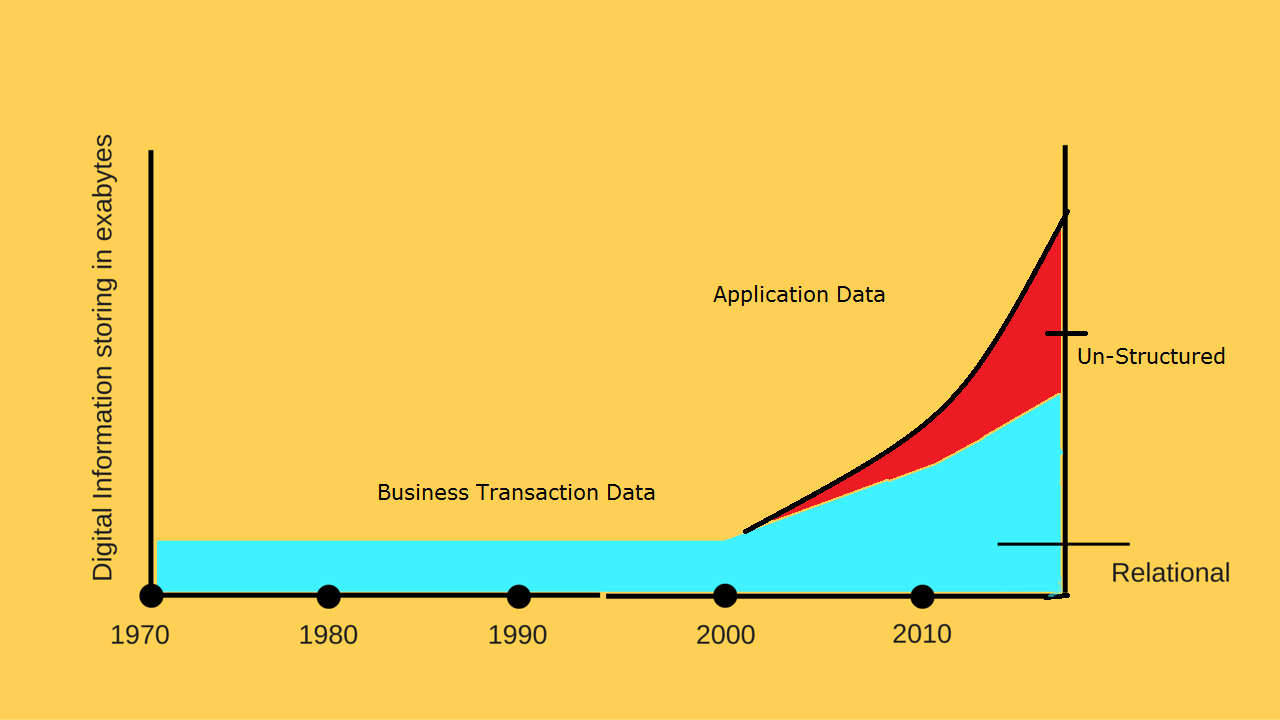 Digital Information storing in exabytes
Application Data
Un-Structured
Business Transaction Data
Relational
1970
1980
1990
2000
2010